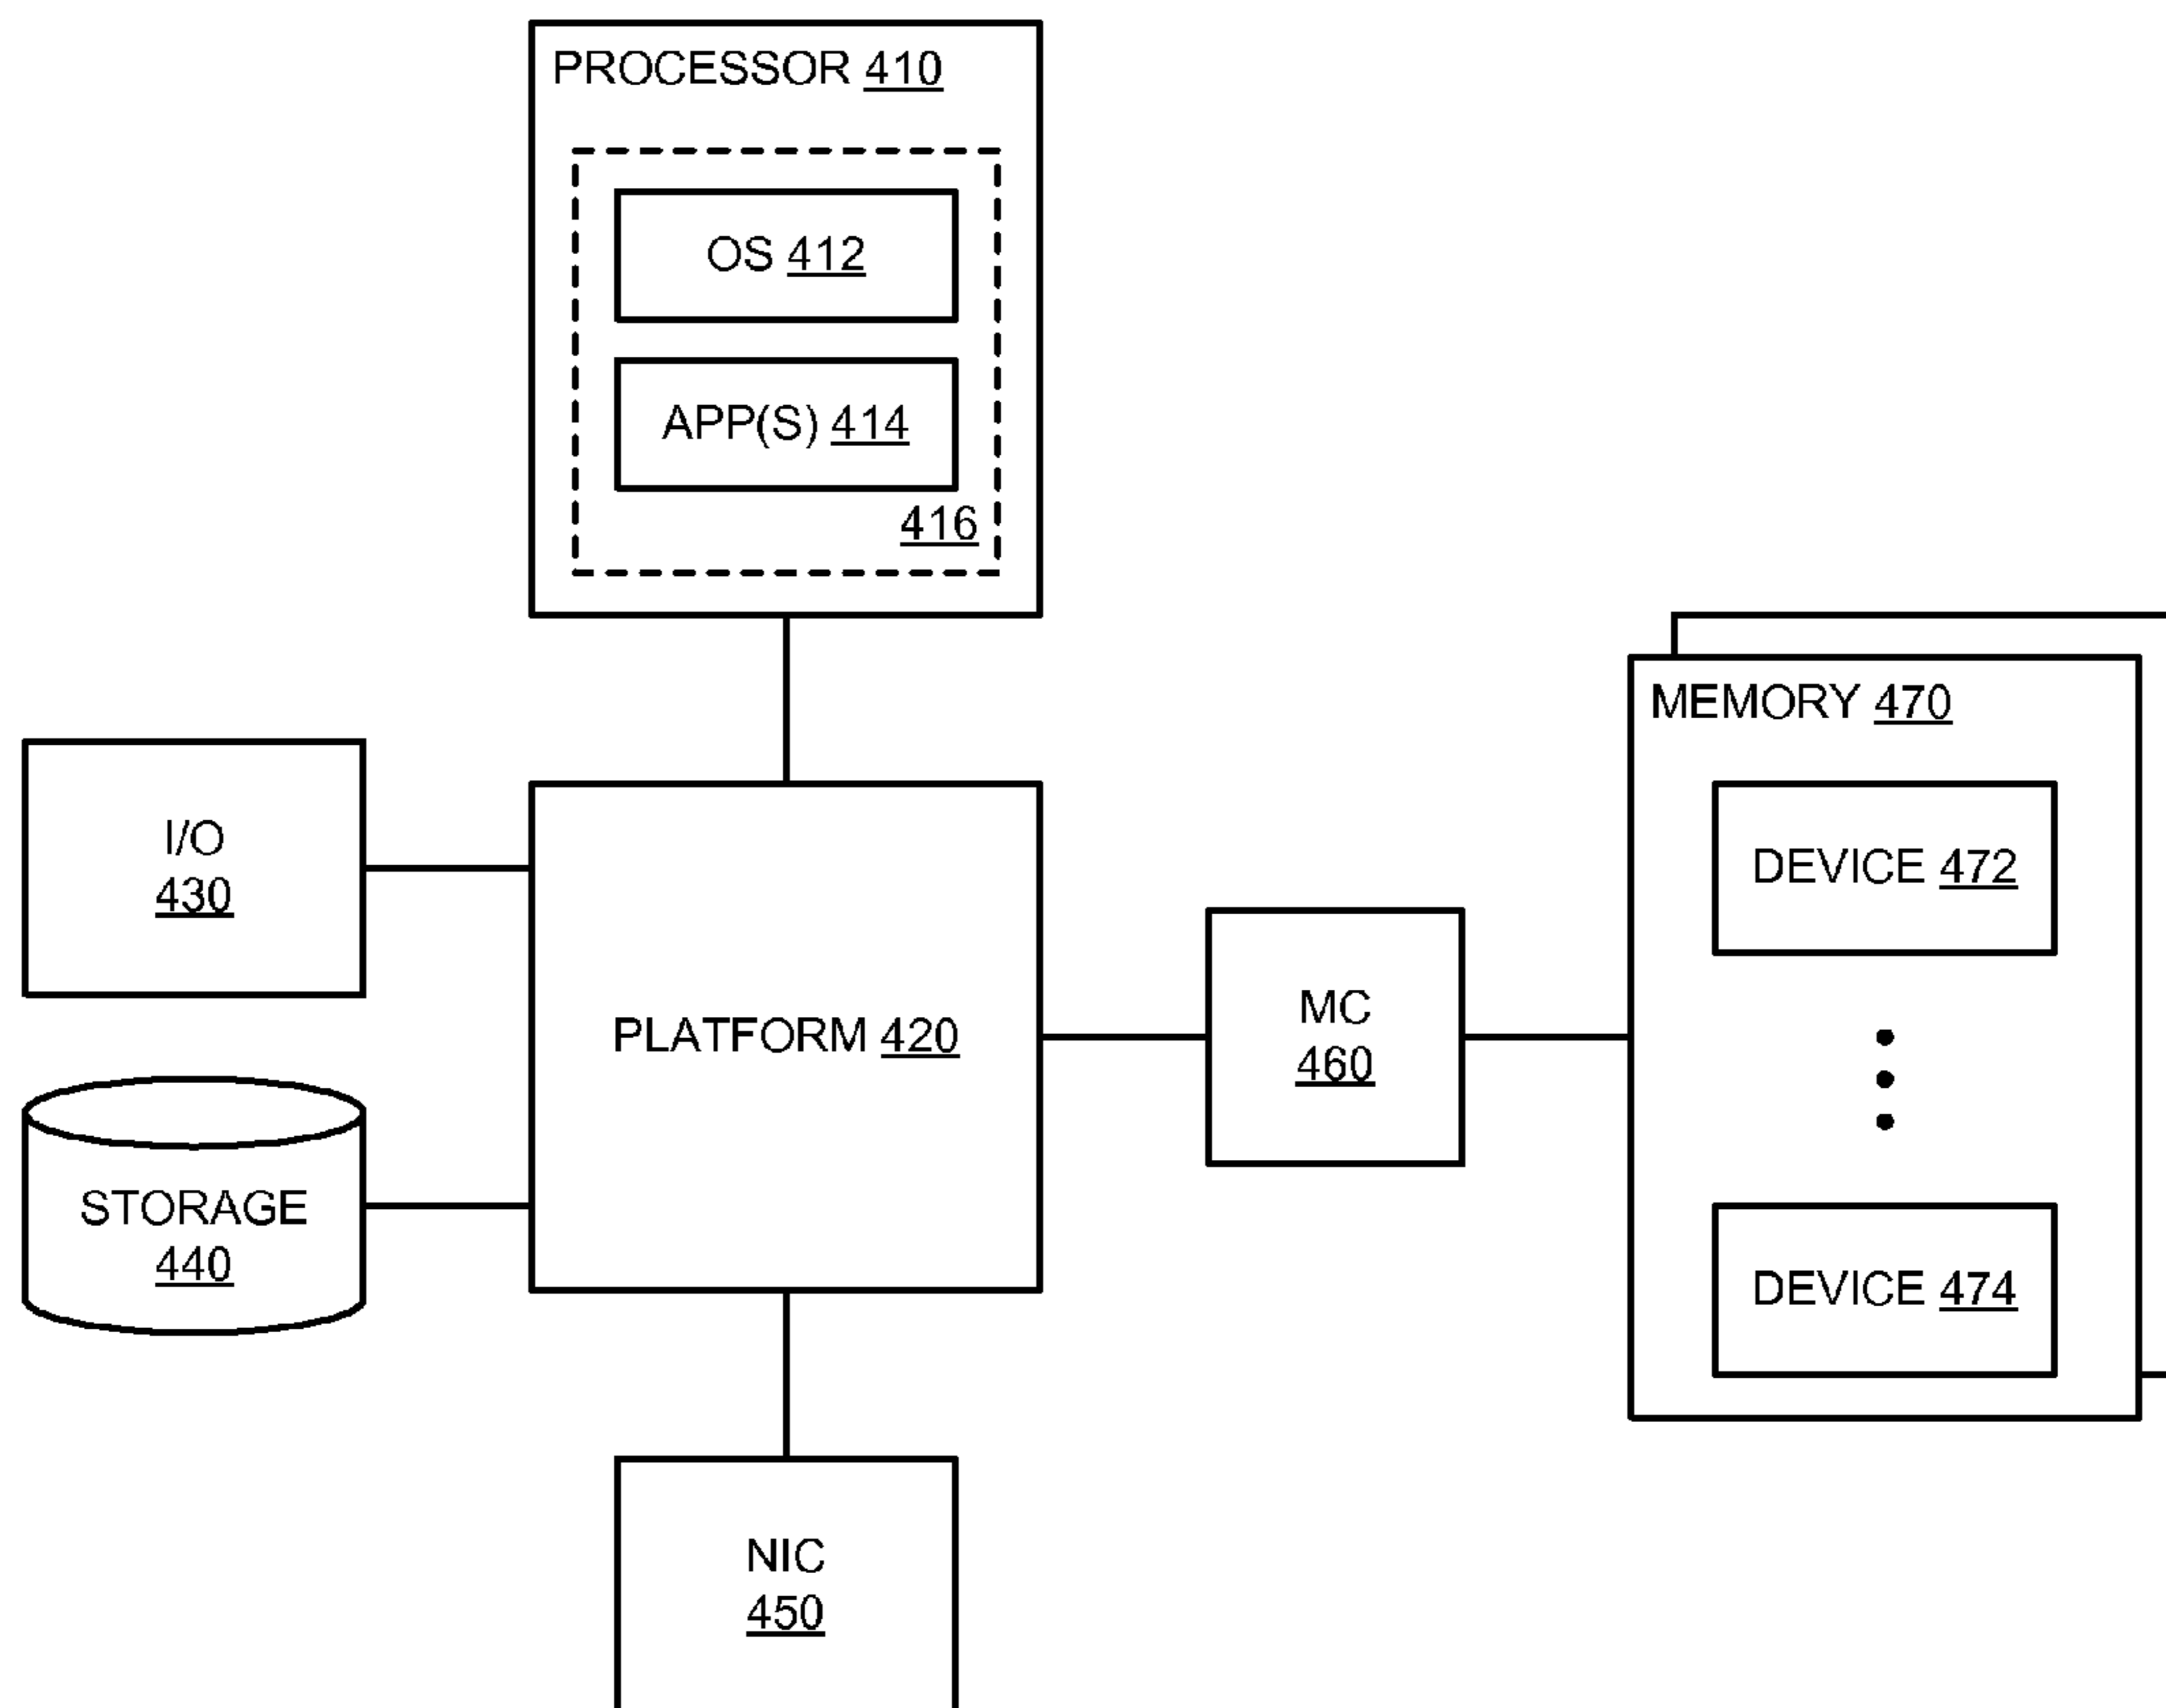 PROCESSOR 410
OS 412
APP(S) 414
416
MEMORY 470
I/O
430
DEVICE 472
PLATFORM 420
MC
460
STORAGE
440
DEVICE 474
NIC
450